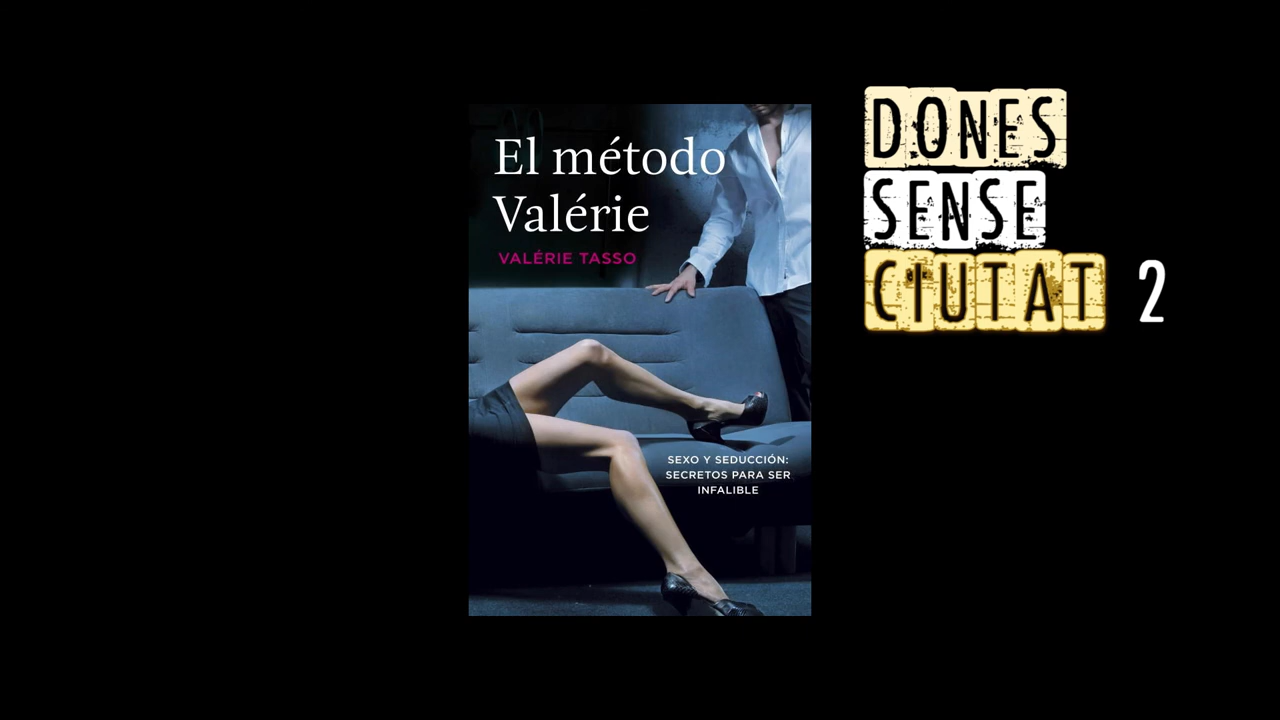 El método
Valérie
VALÉRIE TASSO
SEXO Y SEDUCCIÓN:
SECRETOS PARA SER
INFALIBLE
DONES
SENSE
CIUTAT 2